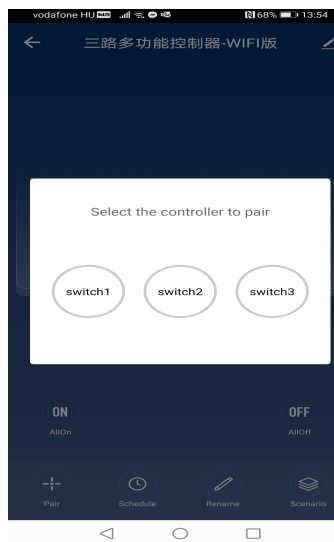 vodafone HU 68% 13:54
三路多功能控制器-WIFI版
Select the controller to pair
switch1 switch2 switch3
ON OFF
AllOn AllOff
Pair Schedule Rename Scenario